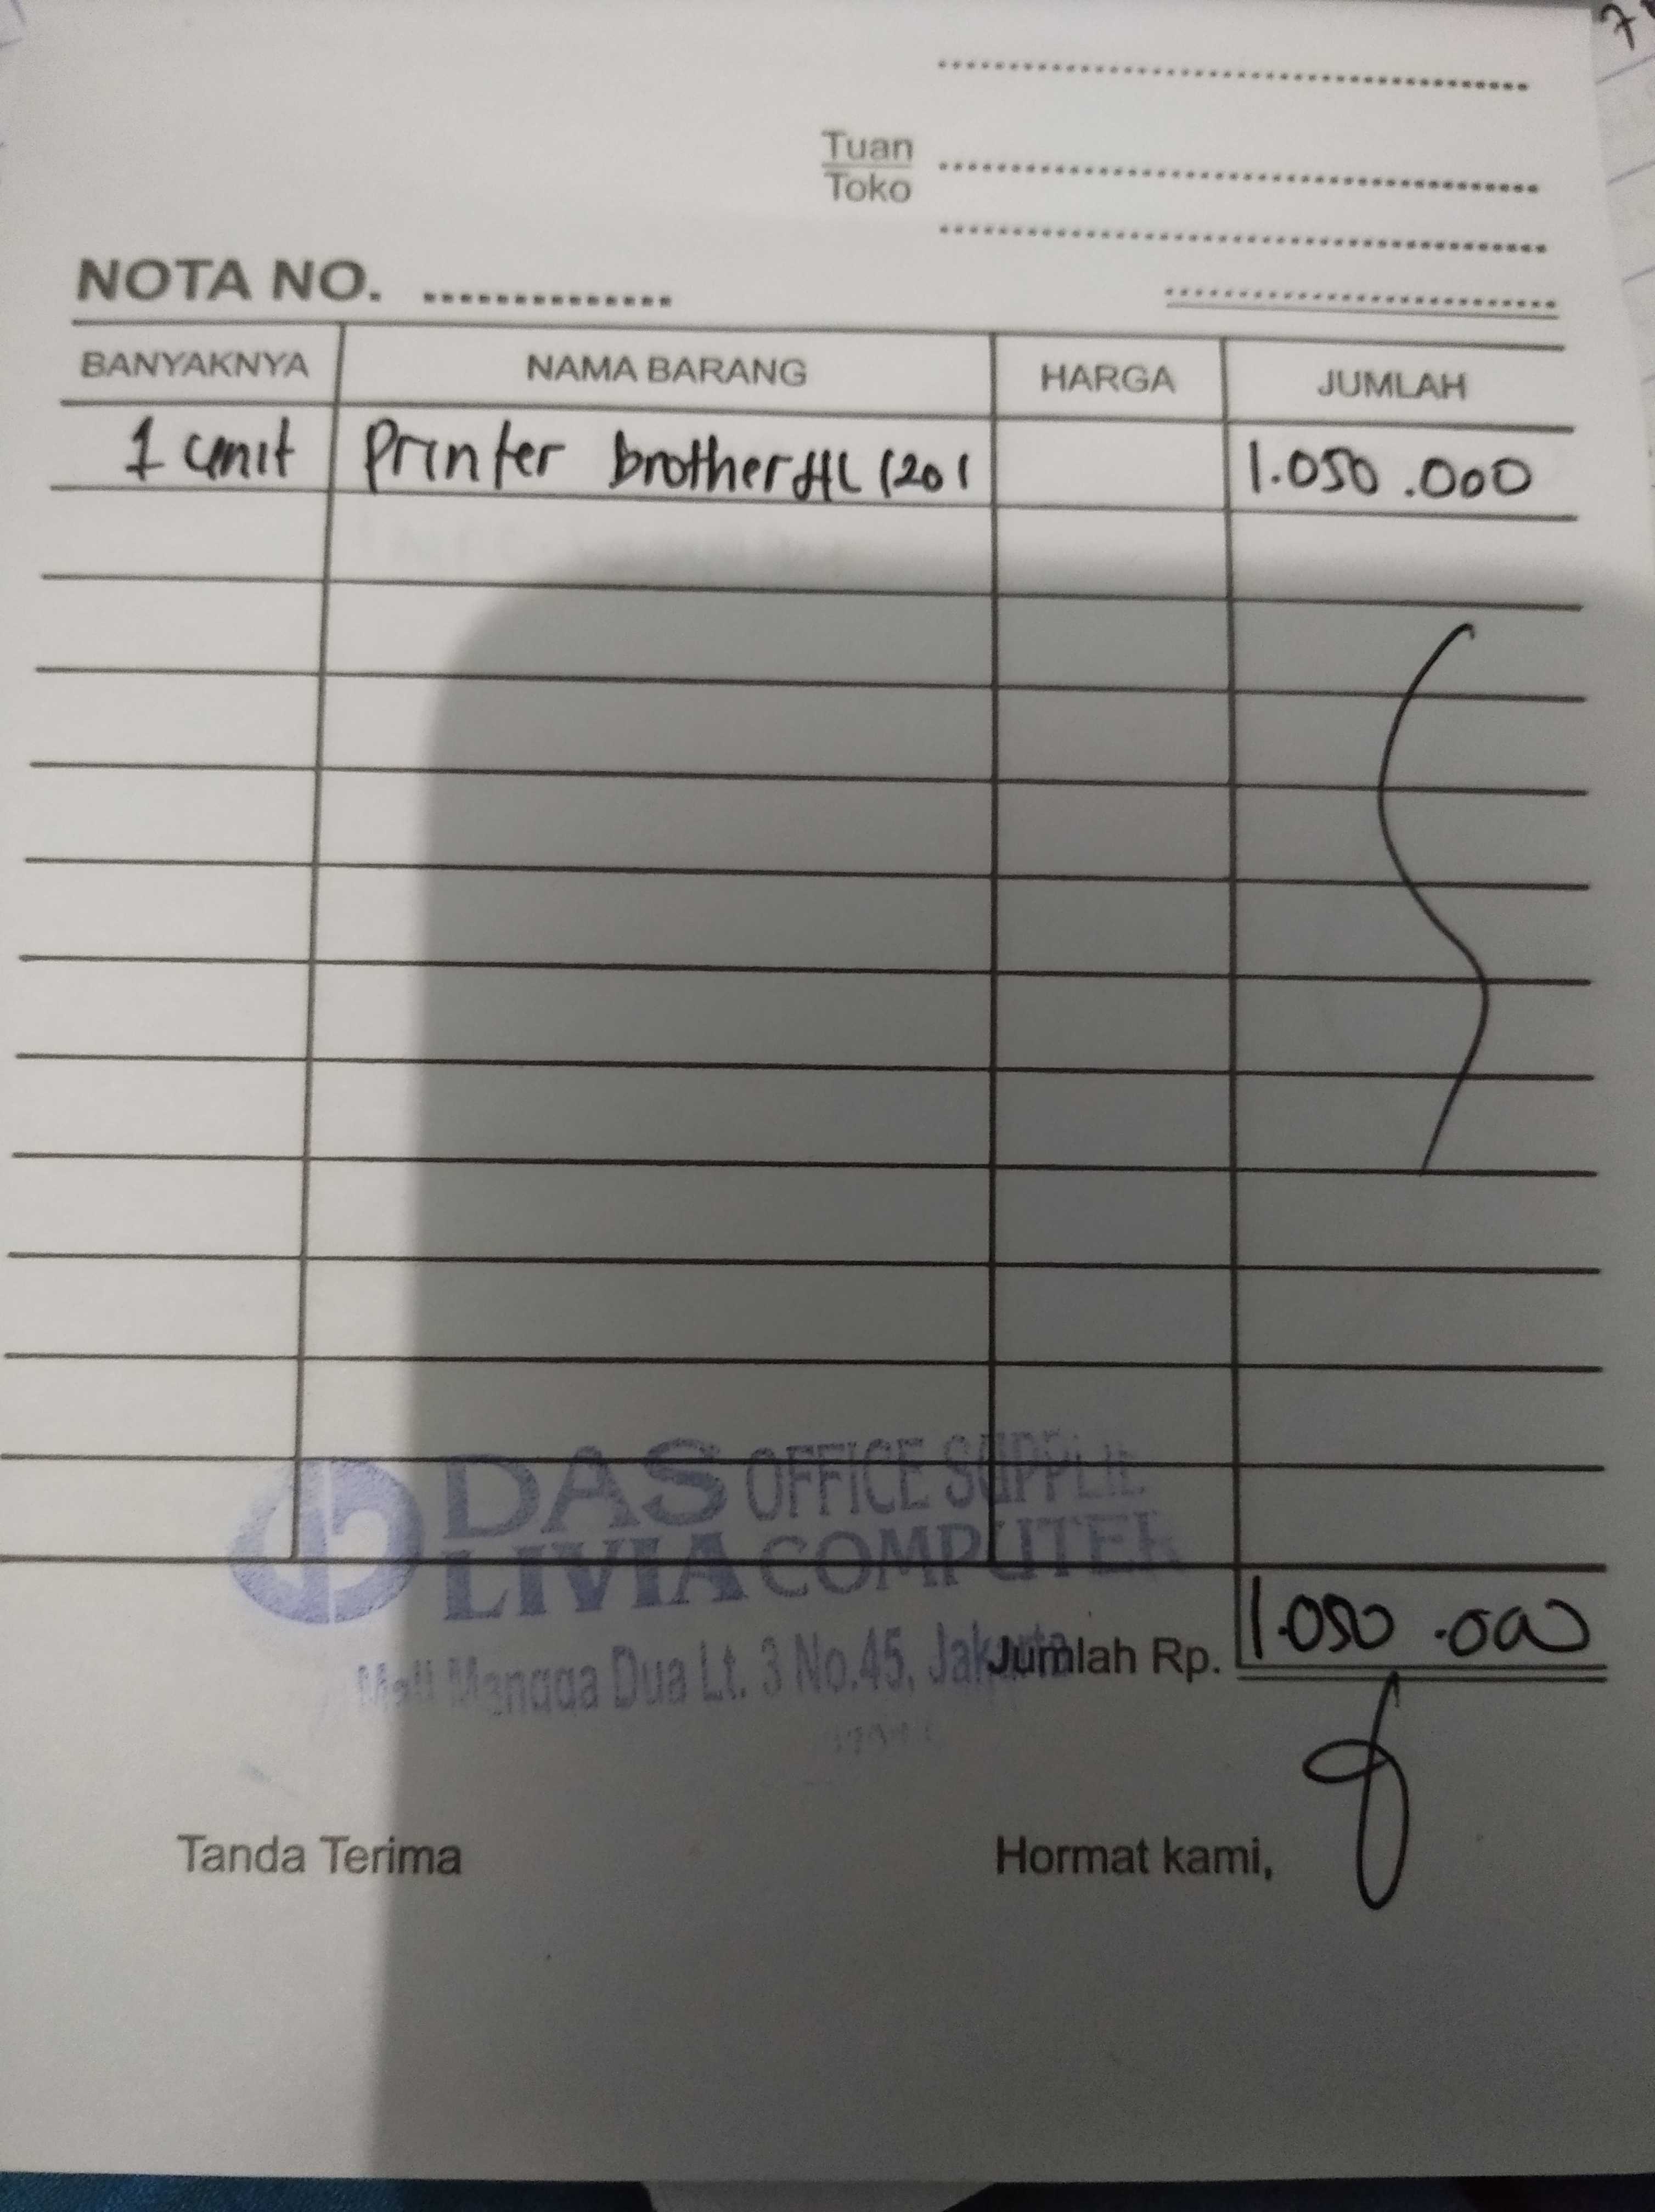 Tuan
Toko
NOTA NO.
BANYAKNYA NAMA BARANG HARGA JUMLAH
1 unit Printer brother HL 1201 1.050.000
DAS OFFICE SUPPLIE
LIVIA COMPUTER
1.050.000
Mall Mangga Dua Lt. 3 No.45, Jakarta
Jumlah Rp.
Tanda Terima Hormat kami,